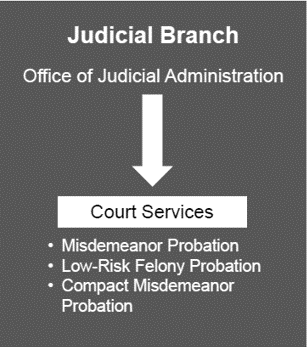 Judicial Branch
Office of Judicial Administration
Court Services
• Misdemeanor Probation
• Low-Risk Felony Probation
• Compact Misdemeanor
Probation